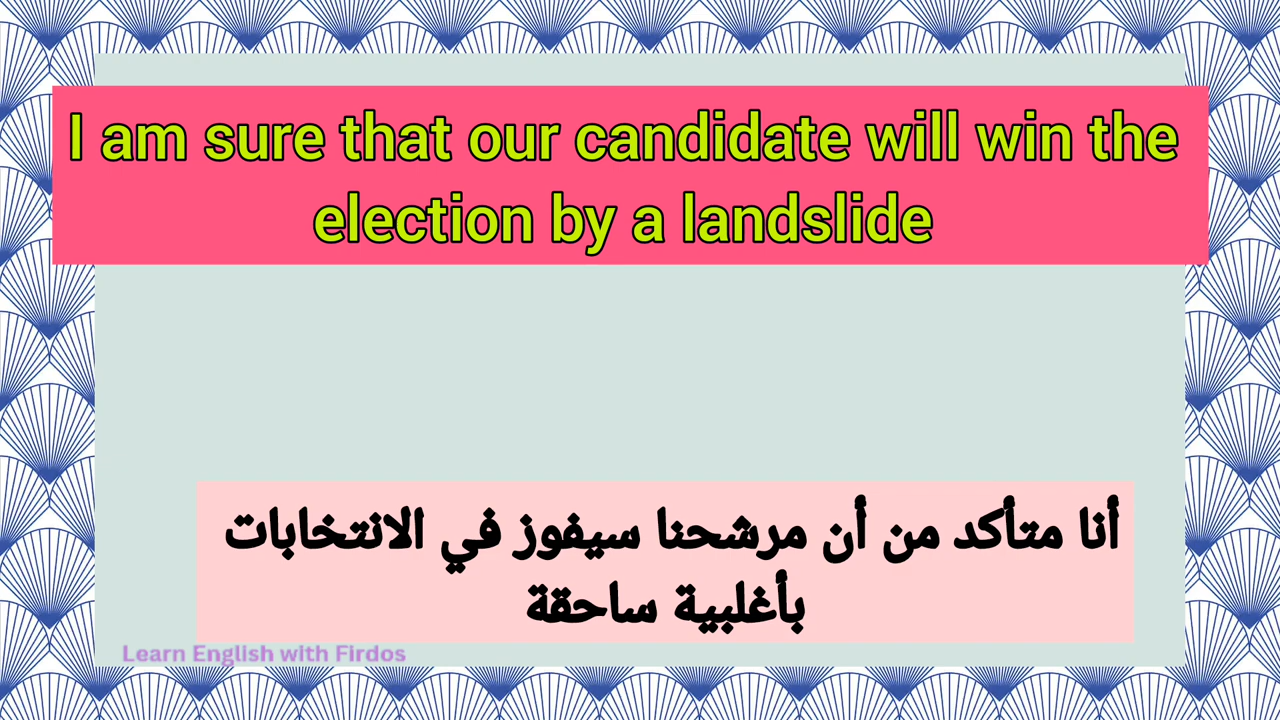 I am sure that our candidate will win the
election by a landslide
أنا متأكد من أن مرشحنا سيفوز في الانتخابات
بأغلبية ساحقة
Learn English with Firdos